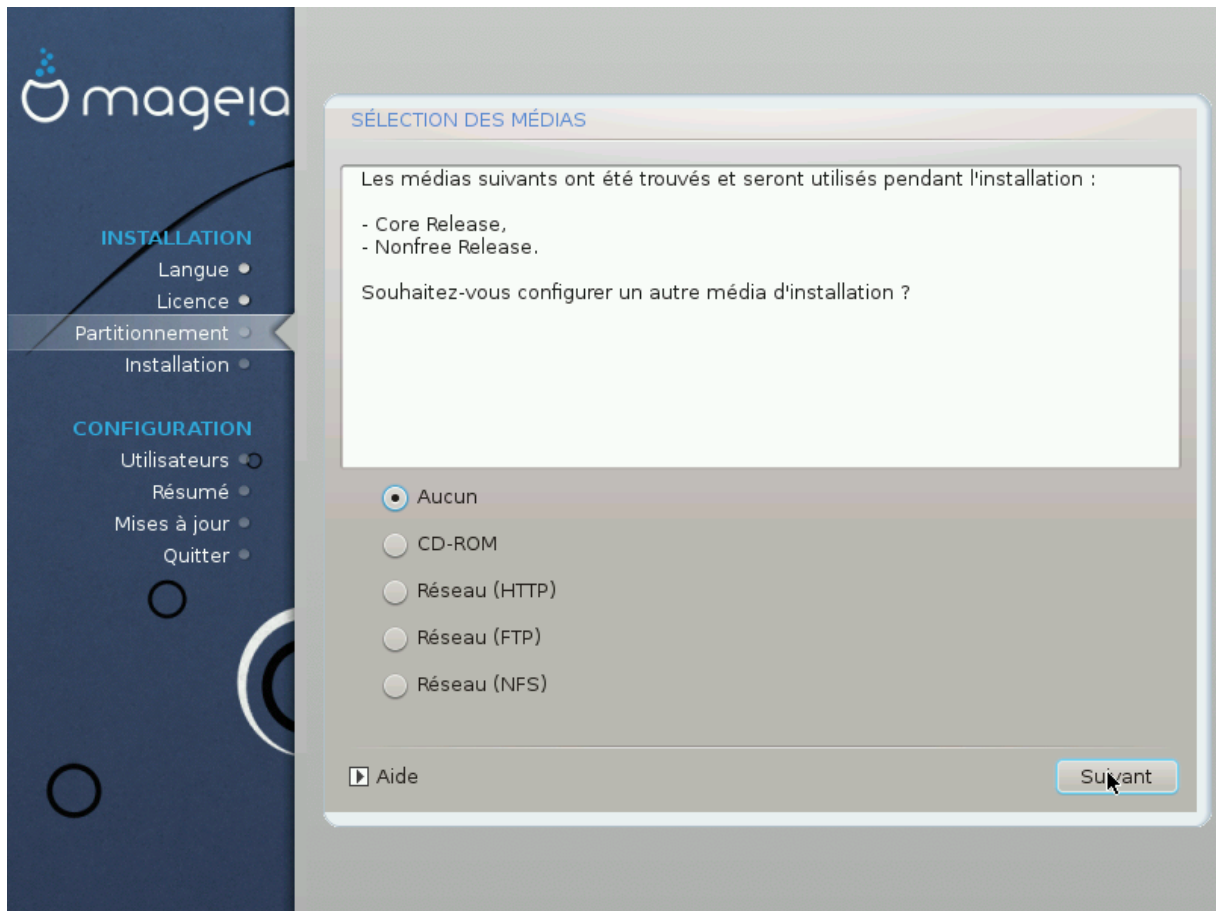 mageia
INSTALLATION
Langue
Licence
Partitionnement
Installation
CONFIGURATION
Utilisateurs
Résumé
Mises à jour
Quitter
SÉLECTION DES MÉDIAS
Les médias suivants ont été trouvés et seront utilisés pendant l'installation :
- Core Release,
- Nonfree Release.
Souhaitez-vous configurer un autre média d'installation ?
Aucun
CD-ROM
Réseau (HTTP)
Réseau (FTP)
Réseau (NFS)
Aide
Suivant